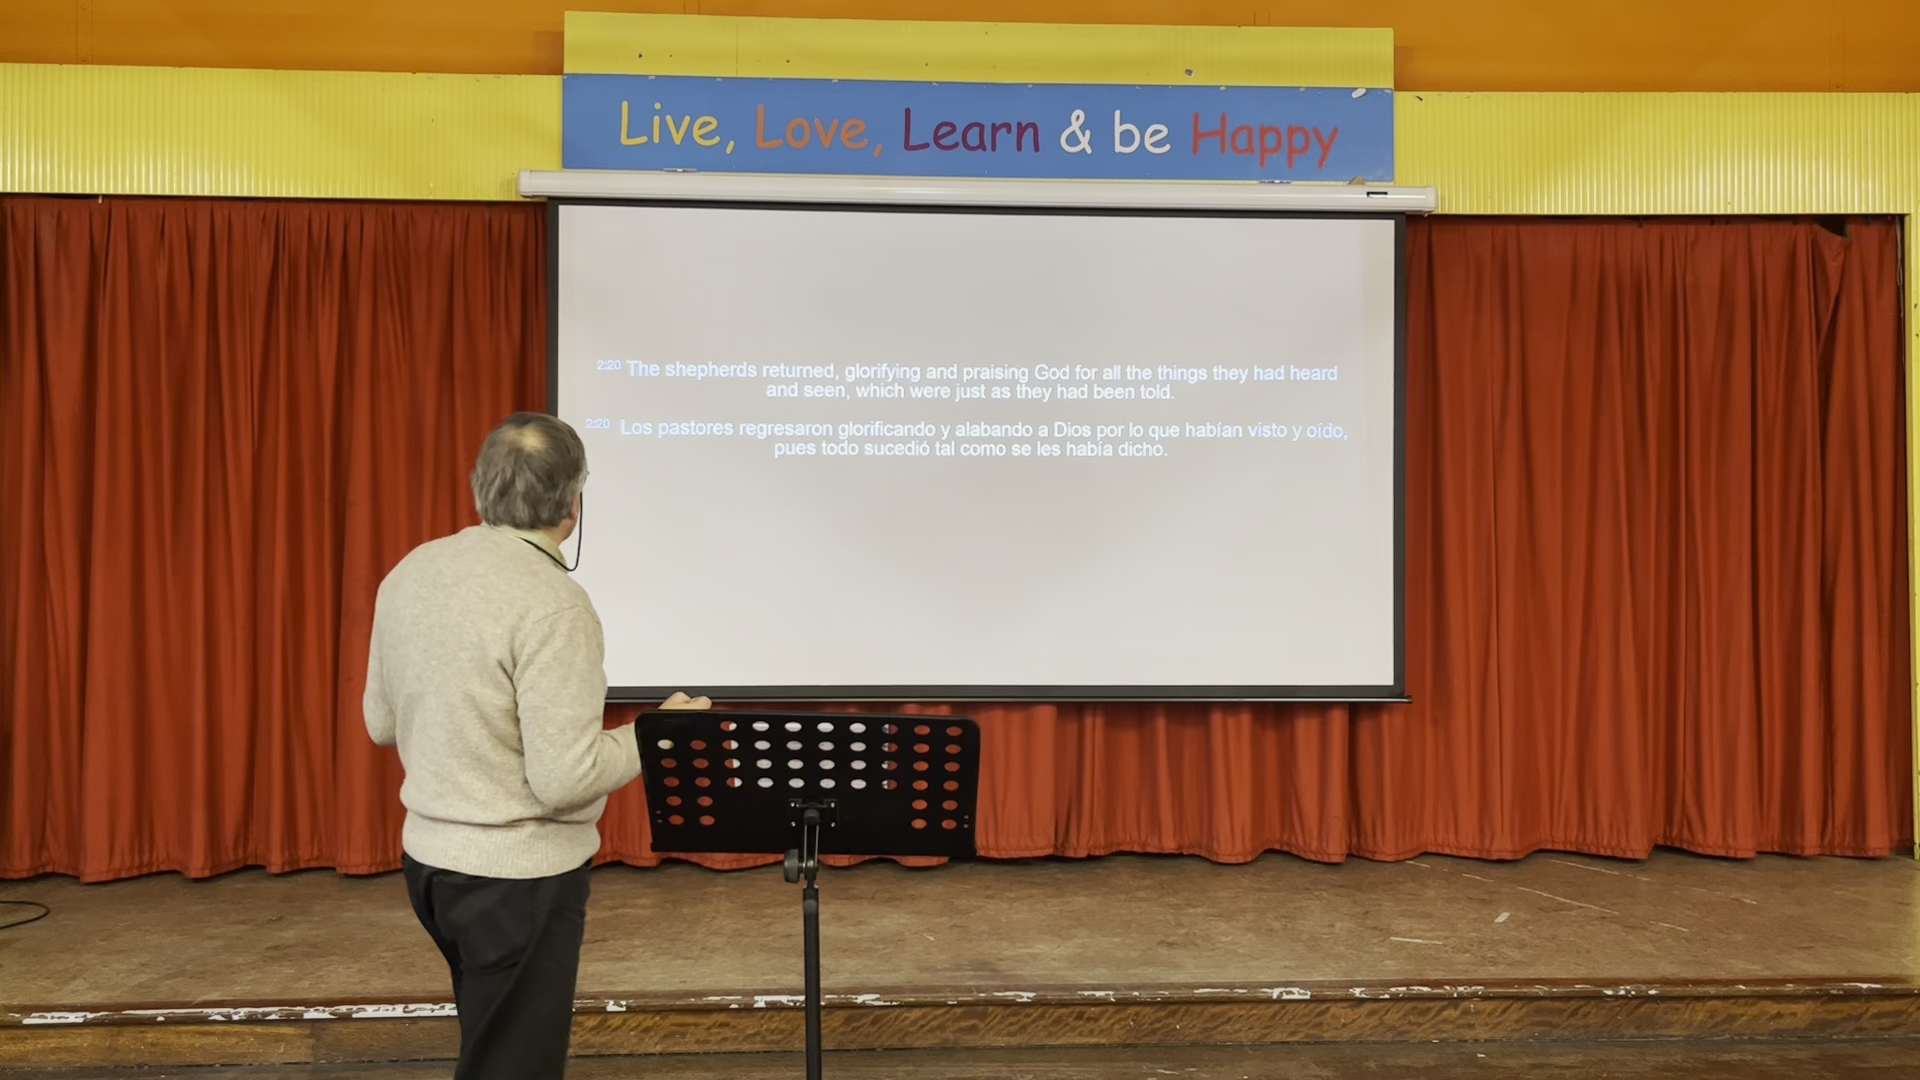 Live, Love, Learn & be Happy
2:20 The shepherds returned, glorifying and praising God for all the things they had heard
and seen, which were just as they had been told.
2:20 Los pastores regresaron glorificando y alabando a Dios por lo que habían visto y oído,
pues todo sucedió tal como se les había dicho.